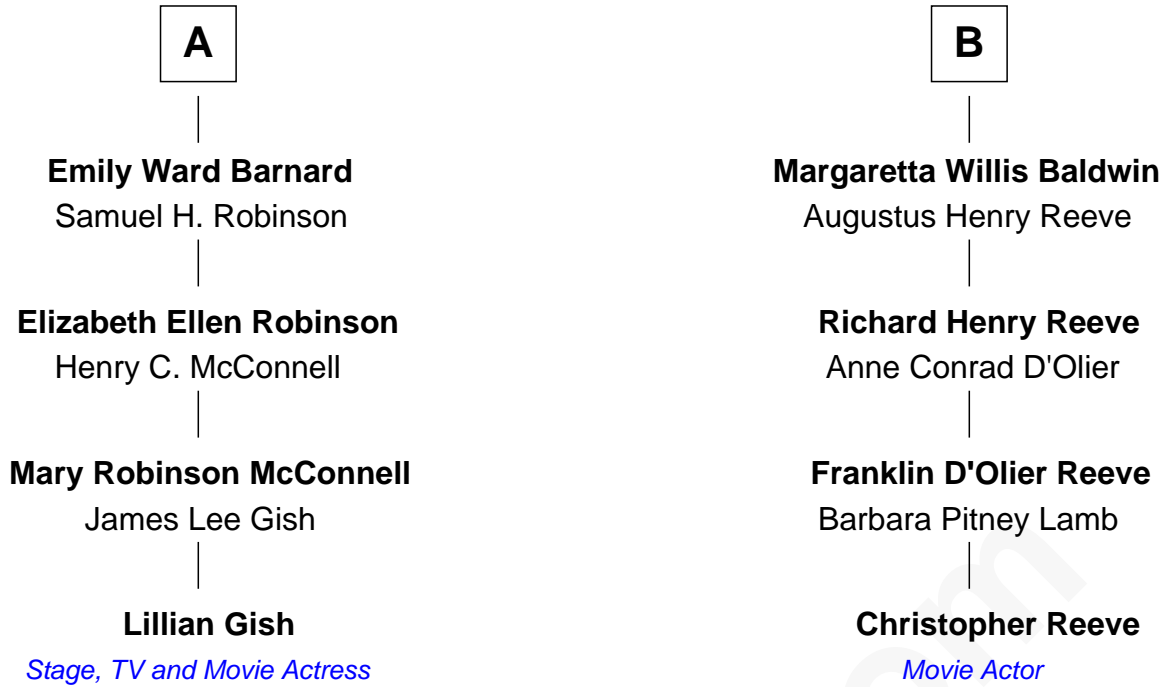 A
Emily Ward Barnard
Samuel H. Robinson
Elizabeth Ellen Robinson
Henry C. McConnell
Mary Robinson McConnell
James Lee Gish
Lillian Gish
Stage, TV and Movie Actress
B
Margaretta Willis Baldwin
Augustus Henry Reeve
Richard Henry Reeve
Anne Conrad D'Olier
Franklin D'Olier Reeve
Barbara Pitney Lamb
Christopher Reeve
Movie Actor